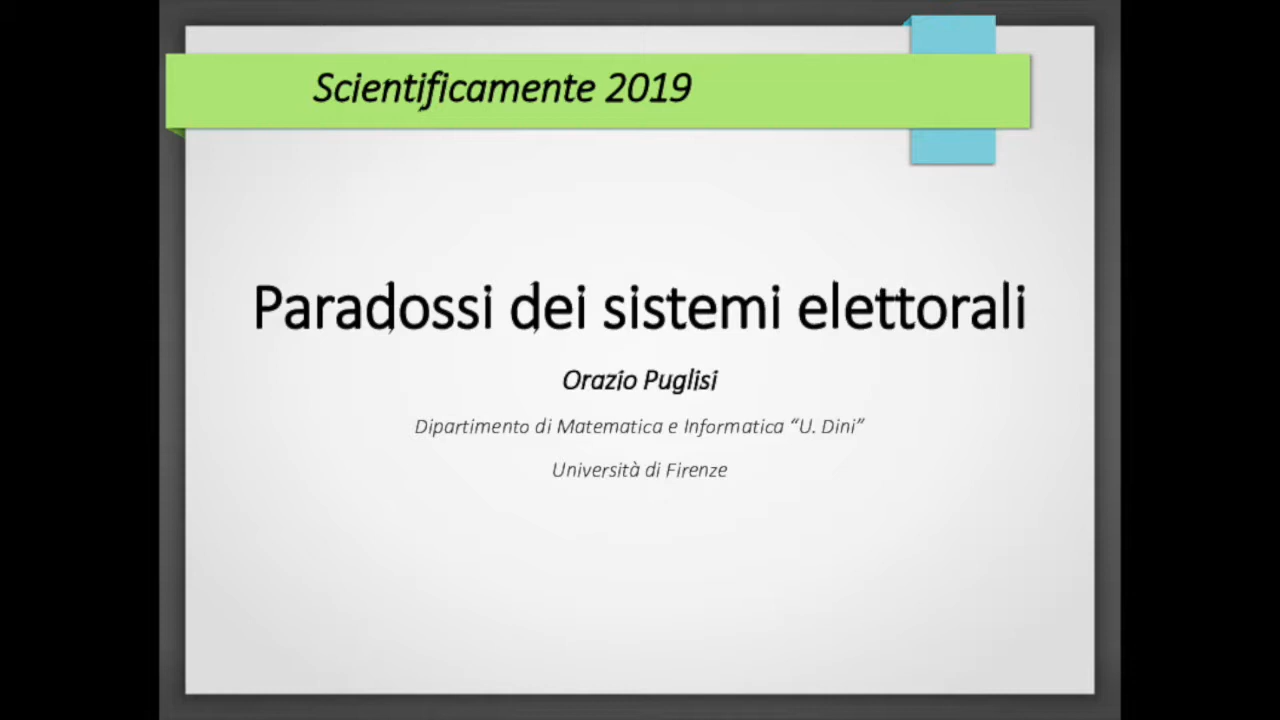 Scientificamente 2019
Paradossi dei sistemi elettorali
Orazio Puglisi
Dipartimento di Matematica e Informatica “U. Dini”
Università di Firenze